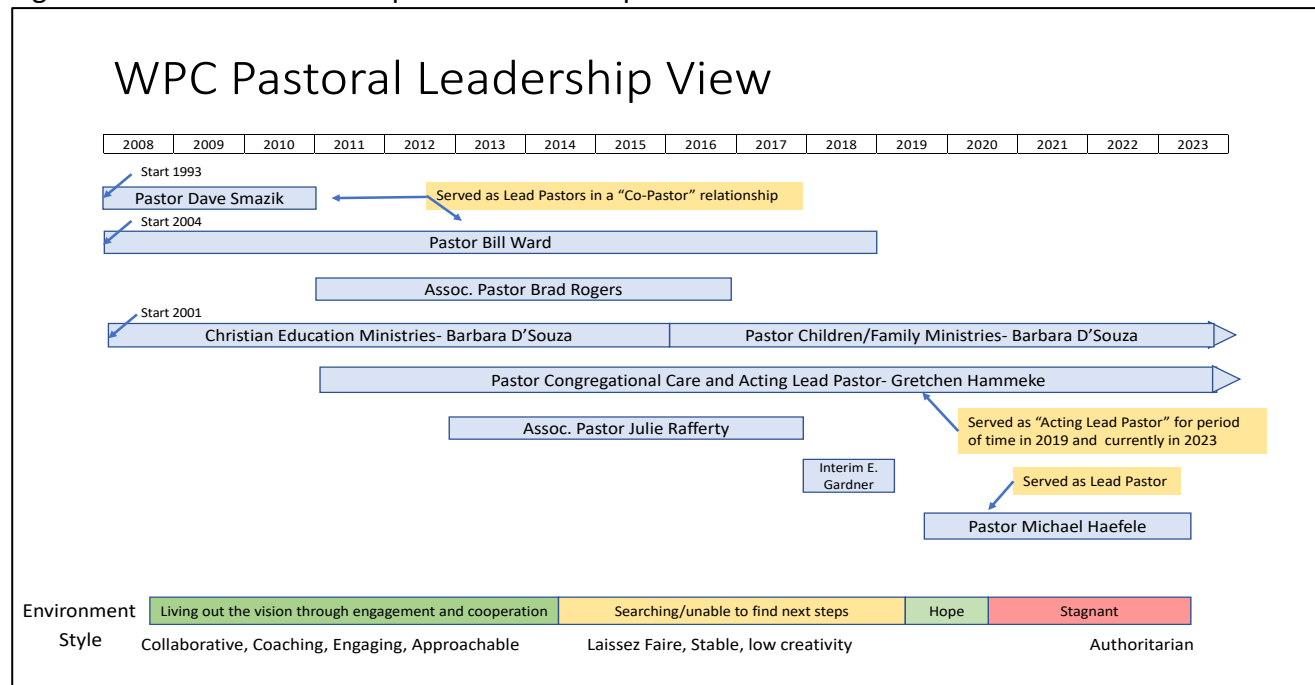 WPC Pastoral Leadership View
2008 2009 2010 2011 2012 2013 2014 2015 2016 2017 2018 2019 2020 2021 2022 2023
Start 1993
Pastor Dave Smazik
Served as Lead Pastors in a “Co-Pastor” relationship
Start 2004
Pastor Bill Ward
Assoc. Pastor Brad Rogers
Start 2001
Christian Education Ministries- Barbara D’Souza
Pastor Children/Family Ministries- Barbara D’Souza
Pastor Congregational Care and Acting Lead Pastor- Gretchen Hammeke
Served as “Acting Lead Pastor” for period
of time in 2019 and currently in 2023
Assoc. Pastor Julie Rafferty
Interim E.
Gardner
Served as Lead Pastor
Pastor Michael Haefele
Environment
Living out the vision through engagement and cooperation
Searching/unable to find next steps
Hope
Stagnant
Style
Collaborative, Coaching, Engaging, Approachable
Laissez Faire, Stable, low creativity
Authoritarian